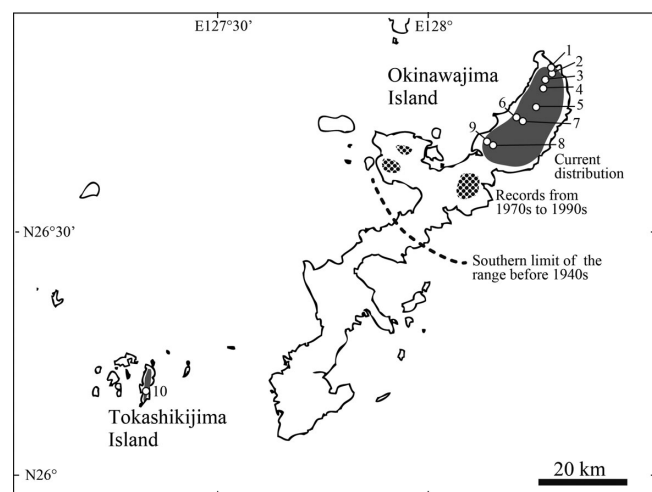 E127°30’
E128°
1
2
3
4
5
6
7
8
9
Okinawajima
Island
Current
distribution
Records from
1970s to 1990s
N26°30’
Southern limit of the
range before 1940s
10
Tokashikijima
Island
N26°
20 km